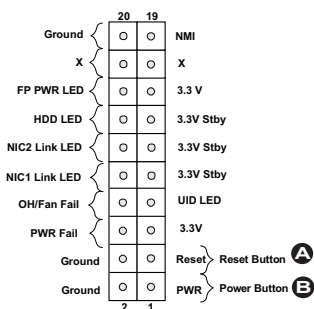 20 19
Ground NMI
X X
FP PWR LED 3.3 V
HDD LED 3.3V Stby
NIC2 Link LED 3.3V Stby
NIC1 Link LED 3.3V Stby
OH/Fan Fail UID LED
PWR Fail 3.3V
Ground Reset Reset Button A
Ground PWR Power Button B
2 1